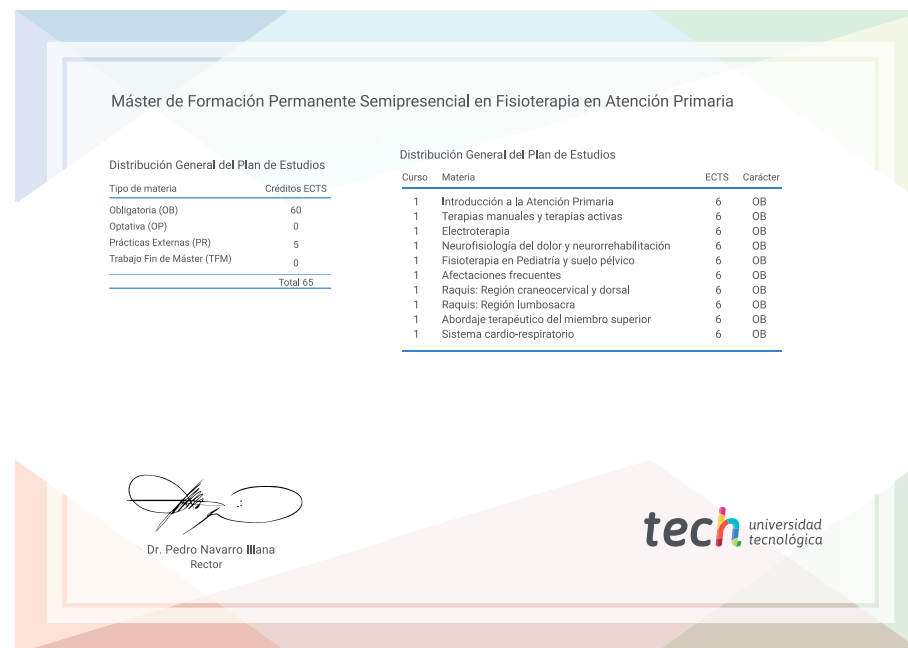 Máster de Formación Permanente Semipresencial en Fisioterapia en Atención Primaria
Distribución General del Plan de Estudios
Tipo de materia Créditos ECTS
Obligatoria (OB) 60
Optativa (OP) 0
Prácticas Externas (PR) 5
Trabajo Fin de Máster (TFM) 0
Total 65
Distribución General del Plan de Estudios
Curso Materia ECTS Carácter
1 Introducción a la Atención Primaria 6 OB
1 Terapias manuales y terapias activas 6 OB
1 Electroterapia 6 OB
1 Neurofisiología del dolor y neurorrehabilitación 6 OB
1 Fisioterapia en Pediatría y suelo pélvico 6 OB
1 Afectaciones frecuentes 6 OB
1 Raquis: Región craneocervical y dorsal 6 OB
1 Raquis: Región lumbosacra 6 OB
1 Abordaje terapéutico del miembro superior 6 OB
1 Sistema cardio-respiratorio 6 OB
Dr. Pedro Navarro Illana
Rector
tech universidad
tecnológica